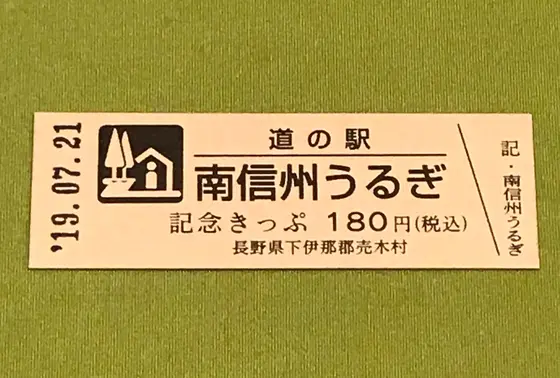 '19.07.21
道の駅
南信州うるぎ
記念きっぷ 180円(税込)
長野県下伊那郡売木村
記・南信州うるぎ